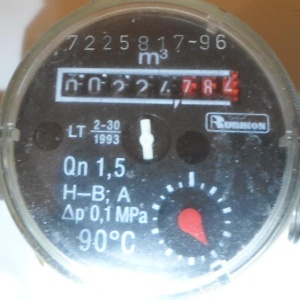 7225817-96
m³
00224784
LT 2-30
1993
Qn 1,5
H-B; A
Δp 0,1 MPa
90°C